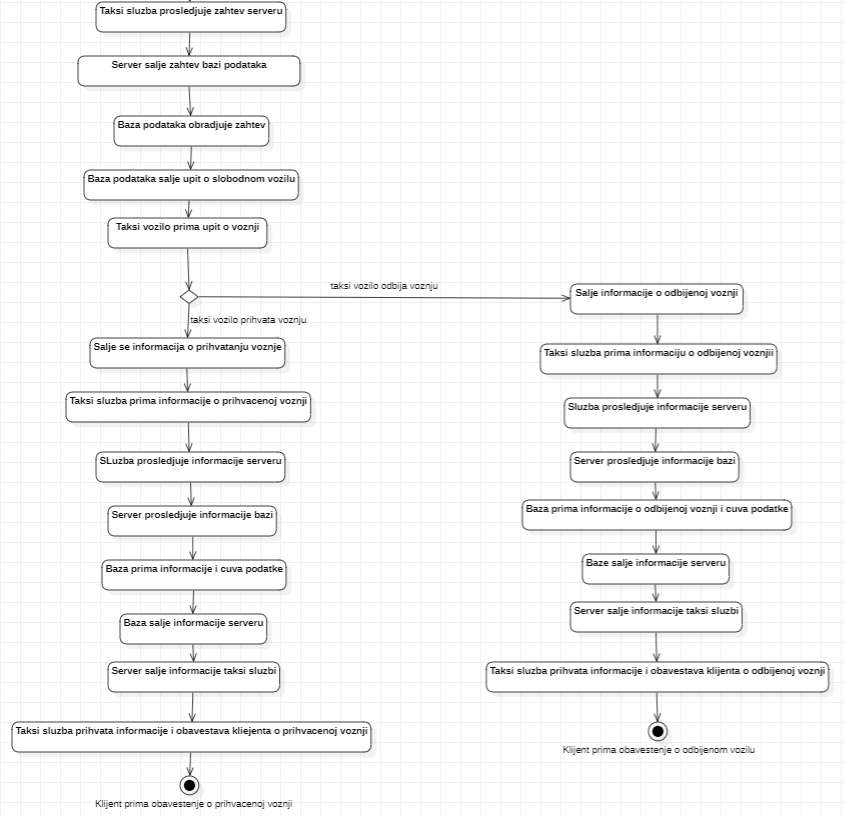 Taksi sluzba prosledjuje zahtev serveru
Server salje zahtev bazi podataka
Baza podataka obradjuje zahtev
Baza podataka salje upit o slobodnom vozilu
Taksi vozilo prima upit o voznji
taksi vozilo odbija voznju
taksi vozilo prihvata voznju
Salje se informacija o prihvatanju voznje
Taksi sluzba prima informacije o prihvacenoj voznji
SLuzba prosledjuje informacije serveru
Server prosledjuje informacije bazi
Baza prima informacije i cuva podatke
Baza salje informacije serveru
Server salje informacije taksi sluzbi
Taksi sluzba prihvata informacije i obavestava kliejenta o prihvacenoj voznji
Klijent prima obavestenje o prihvacenoj voznji
Salje informacije o odbijenoj voznji
Taksi sluzba prima informaciju o odbijenoj voznjii
Sluzba prosledjuje informacije serveru
Server prosledjuje informacije bazi
Baza prima informacije o odbijenoj voznji i cuva podatke
Baze salje informacije serveru
Server salje informacije taksi sluzbi
Taksi sluzba prihvata informacije i obavestava klijenta o odbijenoj voznji
Klijent prima obavestenje o odbijenom vozilu